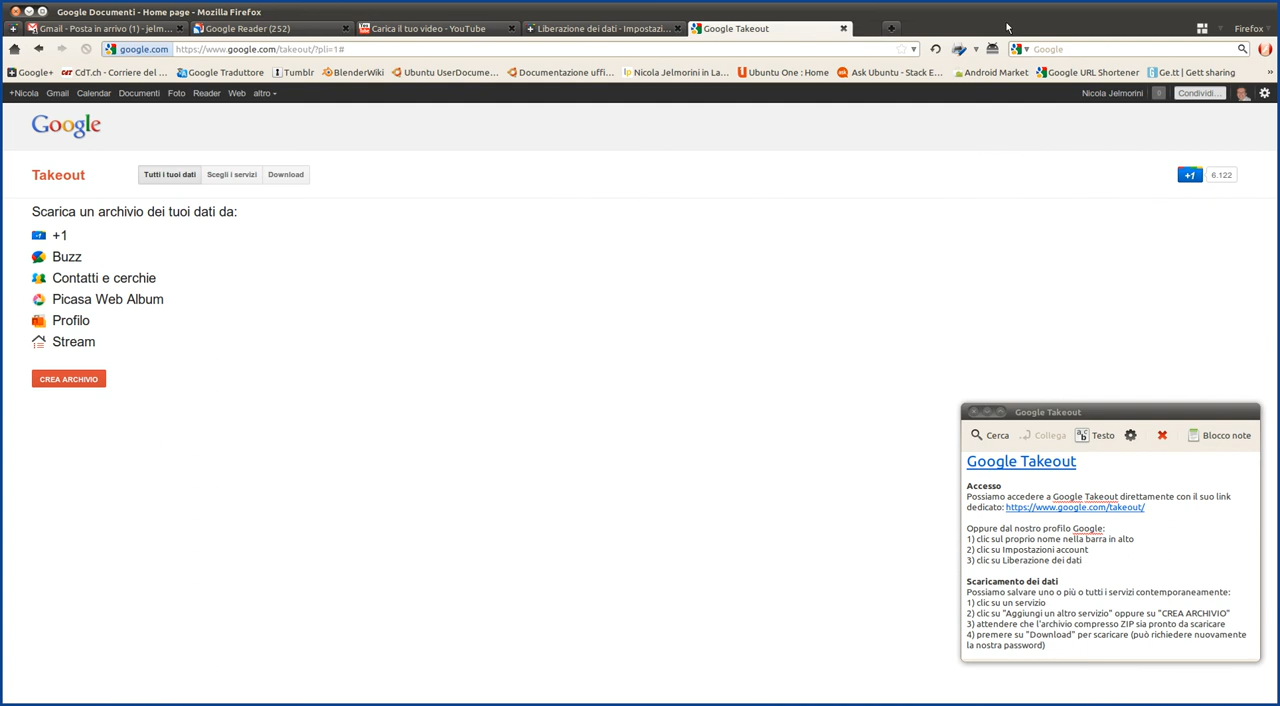 Google Documenti - Home page - Mozilla Firefox
Gmail - Posta in arrivo (1) - jelm...
Google Reader (252)
Carica il tuo video - YouTube
Liberazione dei dati - Impostazi...
Google Takeout
Firefox
google.com
https://www.google.com/takeout/?pli=1#
Google
Google+
CdT.ch - Corriere del ...
Google Traduttore
Tumblr
BlenderWiki
Ubuntu UserDocume...
Documentazione uffi...
Nicola Jelmorini in La...
Ubuntu One : Home
Ask Ubuntu - Stack E...
Android Market
Google URL Shortener
Ge.tt | Gett sharing
»
+Nicola Gmail Calendar Documenti Foto Reader Web altro
Nicola Jelmorini
0
Condividi...
Google
Takeout
Tutti i tuoi dati
Scegli i servizi
Download
+1
6.122
Scarica un archivio dei tuoi dati da:
+1
Buzz
Contatti e cerchie
Picasa Web Album
Profilo
Stream
CREA ARCHIVIO
Google Takeout
Cerca
Collega
Testo
Blocco note
Google Takeout
Accesso
Possiamo accedere a Google Takeout direttamente con il suo link
dedicato: https://www.google.com/takeout/
Oppure dal nostro profilo Google:
1) clic sul proprio nome nella barra in alto
2) clic su Impostazioni account
3) clic su Liberazione dei dati
Scaricamento dei dati
Possiamo salvare uno o più o tutti i servizi contemporaneamente:
1) clic su un servizio
2) clic su "Aggiungi un altro servizio" oppure su "CREA ARCHIVIO"
3) attendere che l'archivio compresso ZIP sia pronto da scaricare
4) premere su "Download" per scaricare (può richiedere nuovamente
la nostra password)